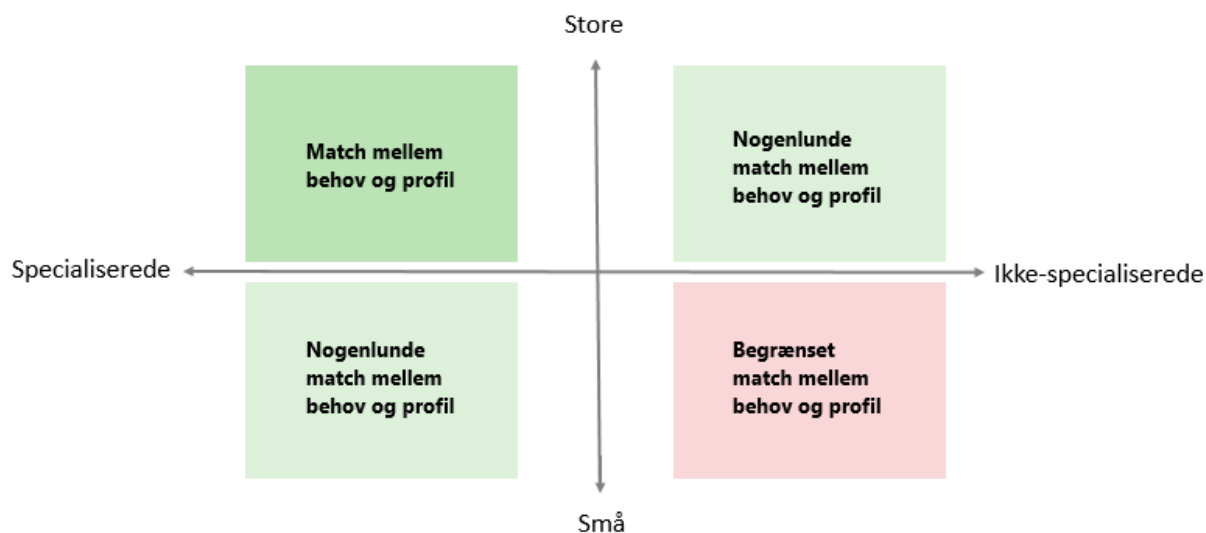 Store
Match mellem
behov og profil
Nogenlunde
match mellem
behov og profil
Specialiserede
Ikke-specialiserede
Nogenlunde
match mellem
behov og profil
Begrænset
match mellem
behov og profil
Små